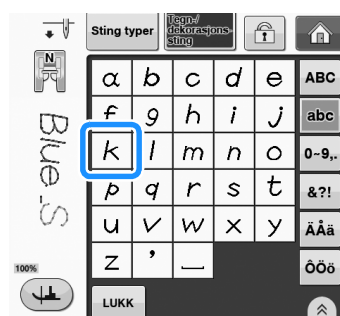 Sting typer
Tegn-/
dekorasjons-
sting
N
Blue.S
100%
a b c d e
f g h i j
k l m n o
p q r s t
u v w x y
z ' _
ABC
abc
0~9,.
&?!
ÄÅä
ÔÖö
LUKK